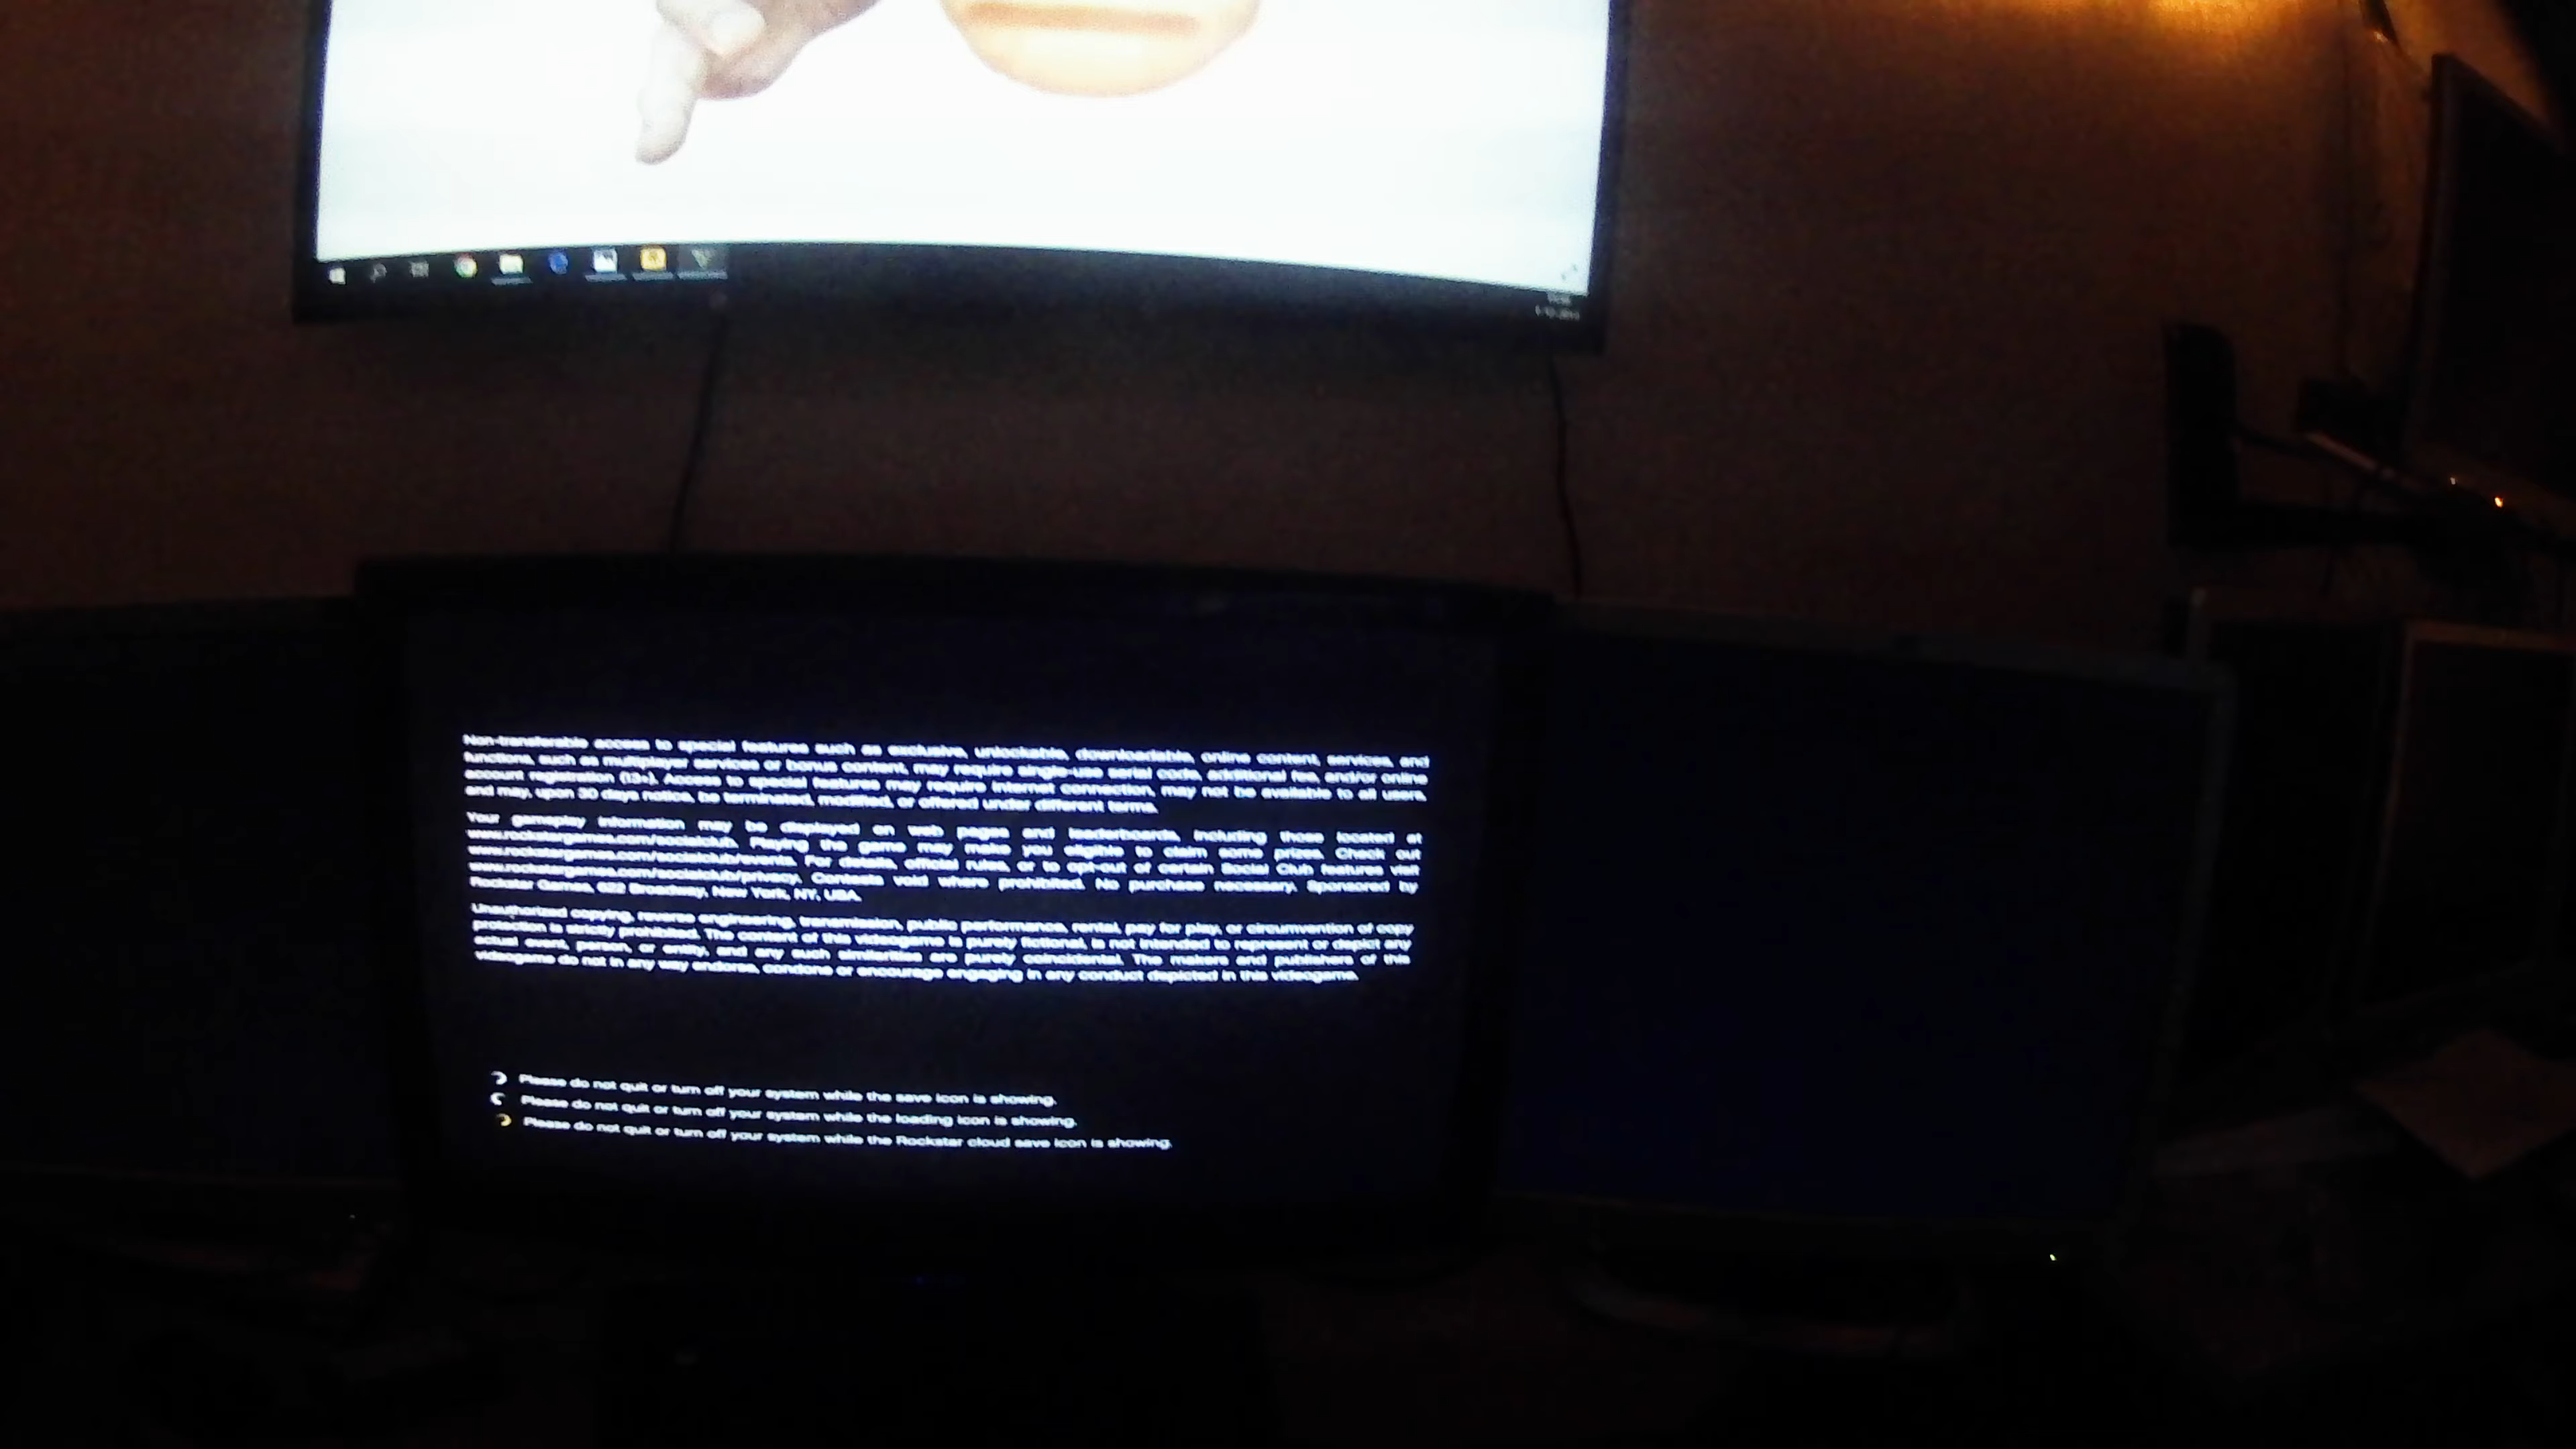 Non-transferable access to special features such as exclusive, unlockable, downloadable, online content, services, and
functions, such as multiplayer services or bonus content, may require single-use serial code, additional fee, and/or online
account registration (13+). Access to special features may require internet connection, may not be available to all users,
and may, upon 30 days notice, be terminated, modified, or offered under different terms.
Your gameplay information may be displayed on web pages and leaderboards, including those located at
www.rockstargames.com/socialclub. Playing the game may make you eligible to claim some prizes. Check out
www.rockstargames.com/socialclub/events. For details, official rules, or to opt-out of certain Social Club features visit
www.rockstargames.com/socialclub/privacy. Contests void where prohibited. No purchase necessary. Sponsored by
Rockstar Games, 622 Broadway, New York, NY, USA.
Unauthorized copying, reverse engineering, transmission, public performance, rental, pay for play, or circumvention of copy
protection is strictly prohibited. The content of this videogame is purely fictional, is not intended to represent or depict any
actual event, person, or entity, and any such similarities are purely coincidental. The makers and publishers of this
videogame do not in any way endorse, condone or encourage engaging in any conduct depicted in this videogame.
Please do not quit or turn off your system while the save icon is showing.
Please do not quit or turn off your system while the loading icon is showing.
Please do not quit or turn off your system while the Rockstar cloud save icon is showing.